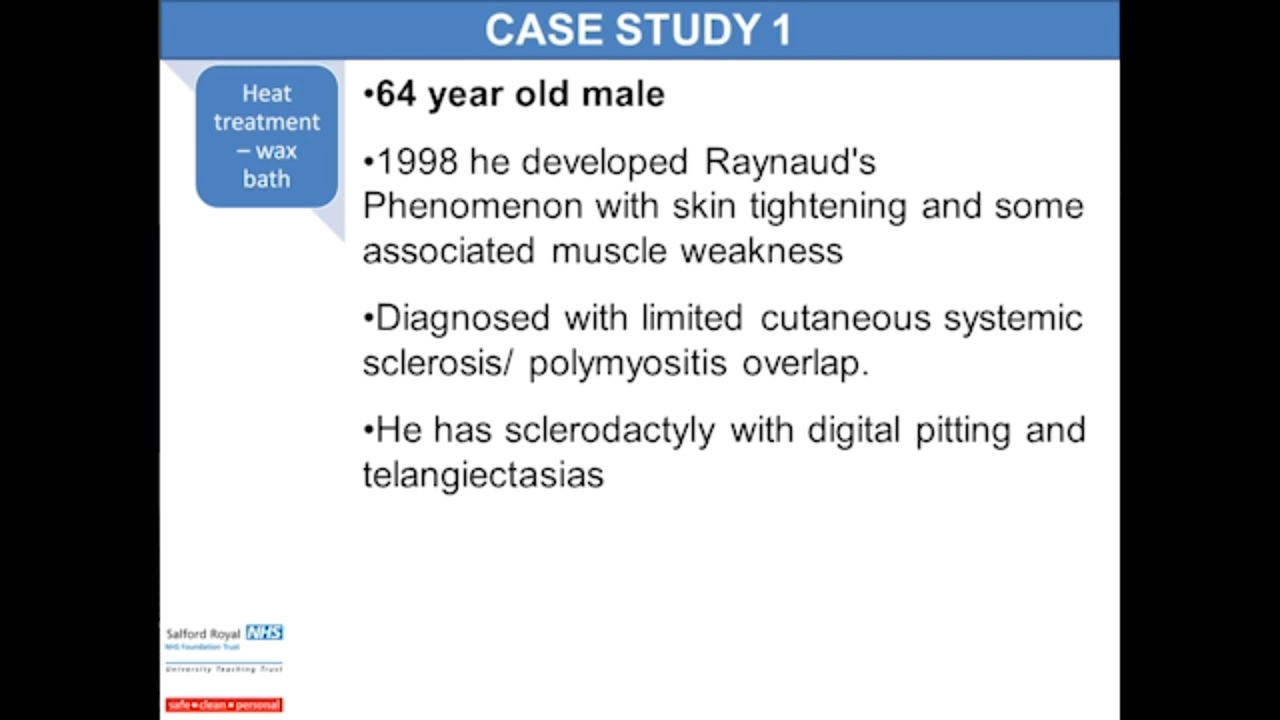 CASE STUDY 1
Heat
treatment
– wax
bath
•64 year old male
•1998 he developed Raynaud's
Phenomenon with skin tightening and some
associated muscle weakness
•Diagnosed with limited cutaneous systemic
sclerosis/ polymyositis overlap.
•He has sclerodactyly with digital pitting and
telangiectasias
Salford Royal NHS
NHS Foundation Trust
University Teaching Trust
safe•clean•personal